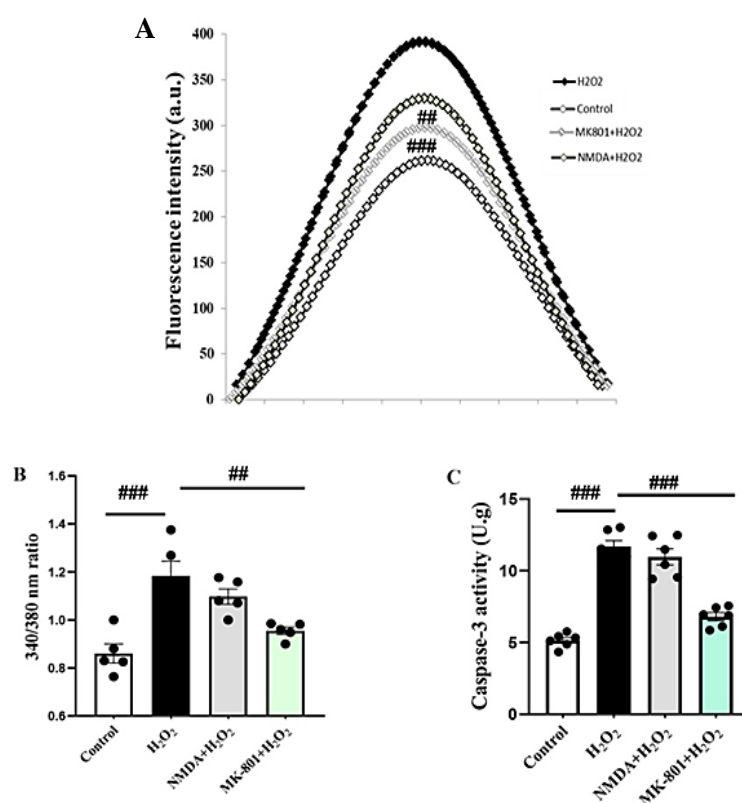 A
Fluorescence intensity (a.u.)
400
350
300
250
200
150
100
50
0
##
###
H2O2
Control
MK801+H2O2
NMDA+H2O2
B
340/380 nm ratio
1.6
1.4
1.2
1.0
0.8
0.6
###
##
Control
H₂O₂
NMDA+H₂O₂
MK-801+H₂O₂
C
Caspase-3 activity (U.g)
15
10
5
0
###
###
Control
H₂O₂
NMDA+H₂O₂
MK-801+H₂O₂